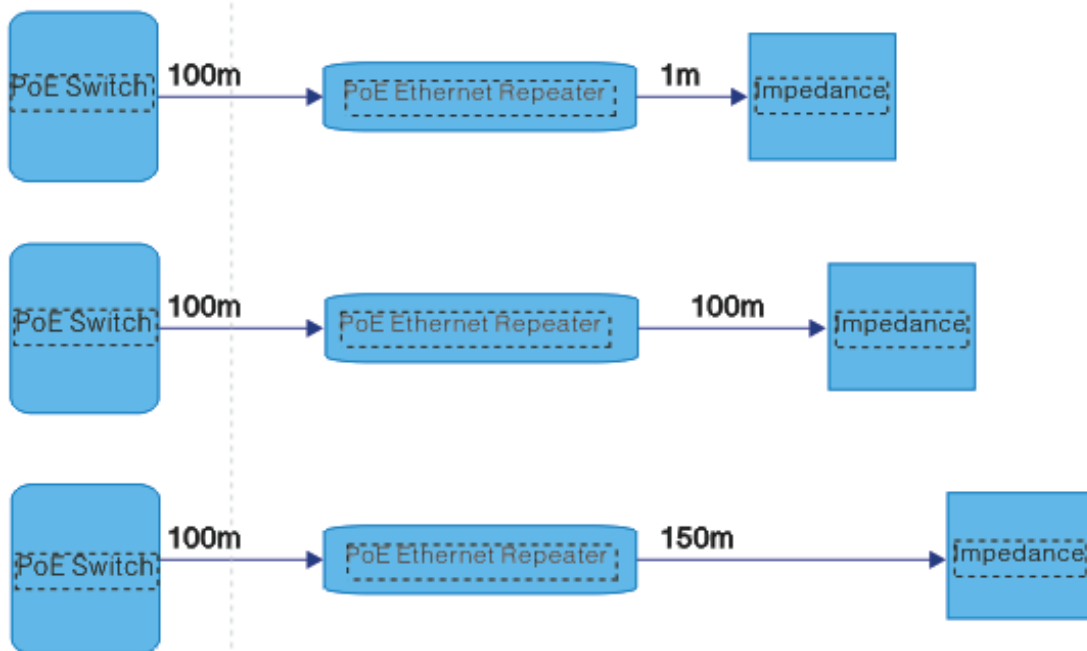 PoE Switch 100m PoE Ethernet Repeater 1m Impedance
PoE Switch 100m PoE Ethernet Repeater 100m Impedance
PoE Switch 100m PoE Ethernet Repeater 150m Impedance